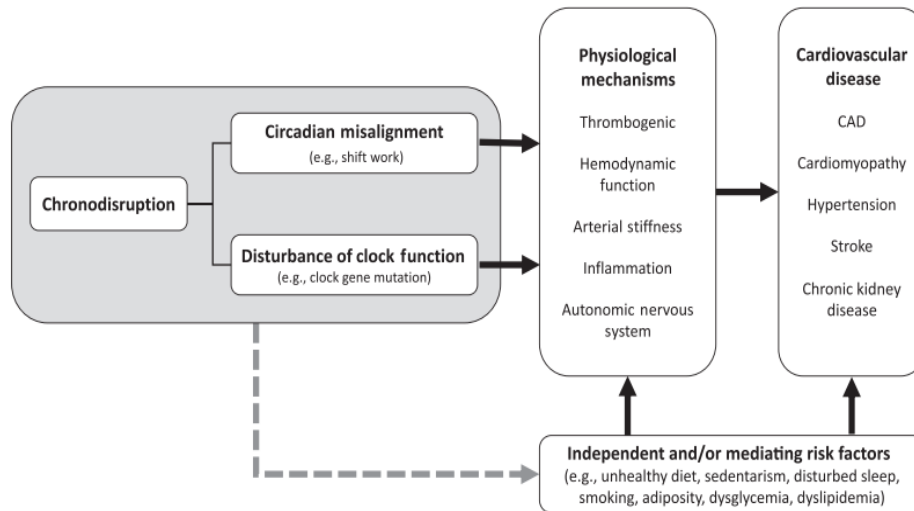 Chronodisruption
Circadian misalignment
(e.g., shift work)
Disturbance of clock function
(e.g., clock gene mutation)
Physiological
mechanisms
Thrombogenic
Hemodynamic
function
Arterial stiffness
Inflammation
Autonomic nervous
system
Cardiovascular
disease
CAD
Cardiomyopathy
Hypertension
Stroke
Chronic kidney
disease
Independent and/or mediating risk factors
(e.g., unhealthy diet, sedentarism, disturbed sleep,
smoking, adiposity, dysglycemia, dyslipidemia)